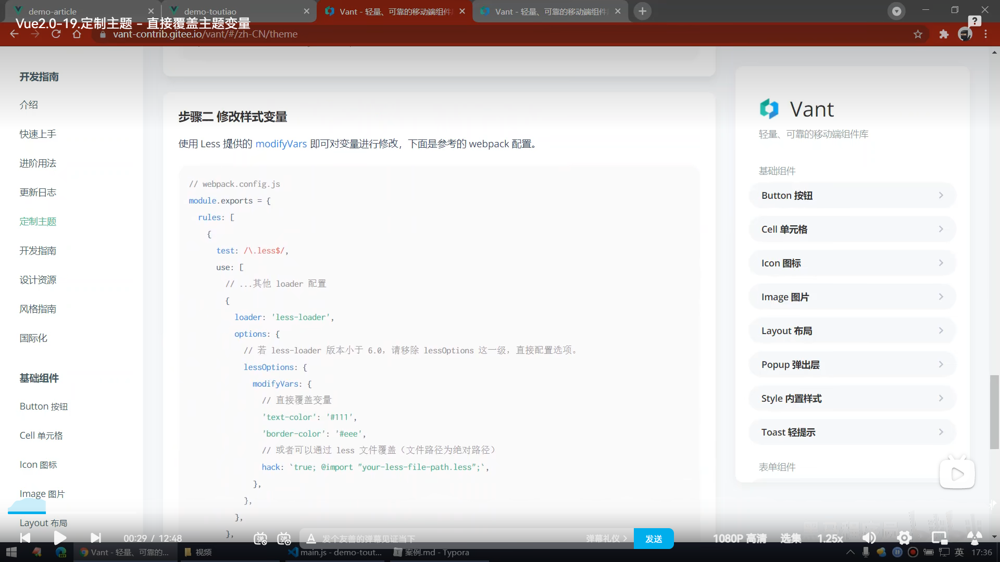 demo-article
demo-toutiao
Vant - 轻量、可靠的移动端组件
Vant - 轻量、可靠的移动端组件
Vue2.0-19.定制主题 - 直接覆盖主题变量
vant-contrib.gitee.io/vant/#/zh-CN/theme
开发指南
介绍
快速上手
进阶用法
更新日志
定制主题
开发指南
设计资源
风格指南
国际化
基础组件
Button 按钮
Cell 单元格
Icon 图标
Image 图片
Layout 布局
步骤二 修改样式变量
使用 Less 提供的 modifyVars 即可对变量进行修改，下面是参考的 webpack 配置。
// webpack.config.js
module.exports = {
rules: [
{
test: /\.less$/,
use: [
// ...其他 loader 配置
{
loader: 'less-loader',
options: {
// 若 less-loader 版本小于 6.0，请移除 lessOptions 这一级，直接配置选项。
lessOptions: {
modifyVars: {
// 直接覆盖变量
'text-color': '#111',
'border-color': '#eee',
// 或者可以通过 less 文件覆盖（文件路径为绝对路径）
hack: `true; @import "your-less-file-path.less";`,
},
},
},
},
Vant
轻量、可靠的移动端组件库
基础组件
Button 按钮
Cell 单元格
Icon 图标
Image 图片
Layout 布局
Popup 弹出层
Style 内置样式
Toast 轻提示
表单组件
00:29 / 12:48
弹
弹
发个友善的弹幕见证当下
弹幕礼仪
发送
1080P 高清
选集
1.25x
Vant - 轻量、可靠的...
视频
main.js - demo-tout...
案例.md - Typora
英
17:36